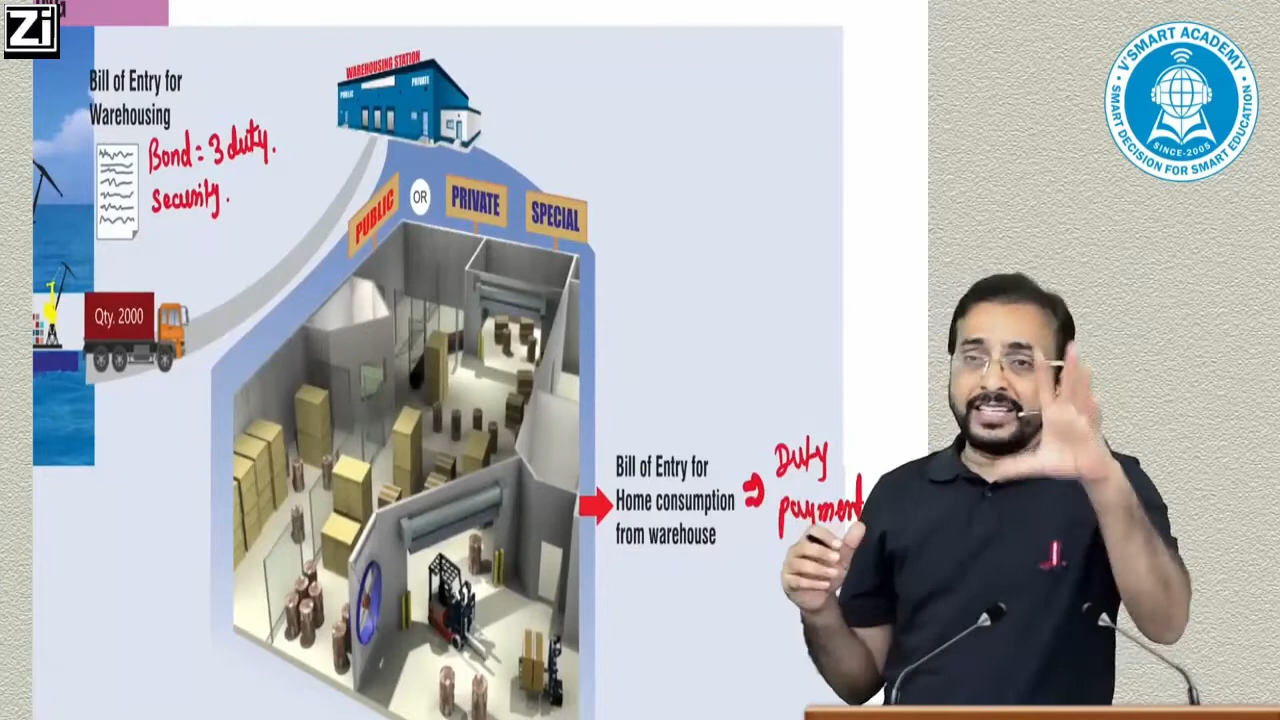 Zi
Bill of Entry for
Warehousing
Bond = 3 duty.
security.
WAREHOUSING STATION
PUBLIC
PRIVATE
PUBLIC
OR
PRIVATE
SPECIAL
Qty. 2000
Bill of Entry for
Home consumption
from warehouse
Duty
payment
V'SMART ACADEMY
SINCE-2005
SMART DECISION FOR SMART EDUCATION